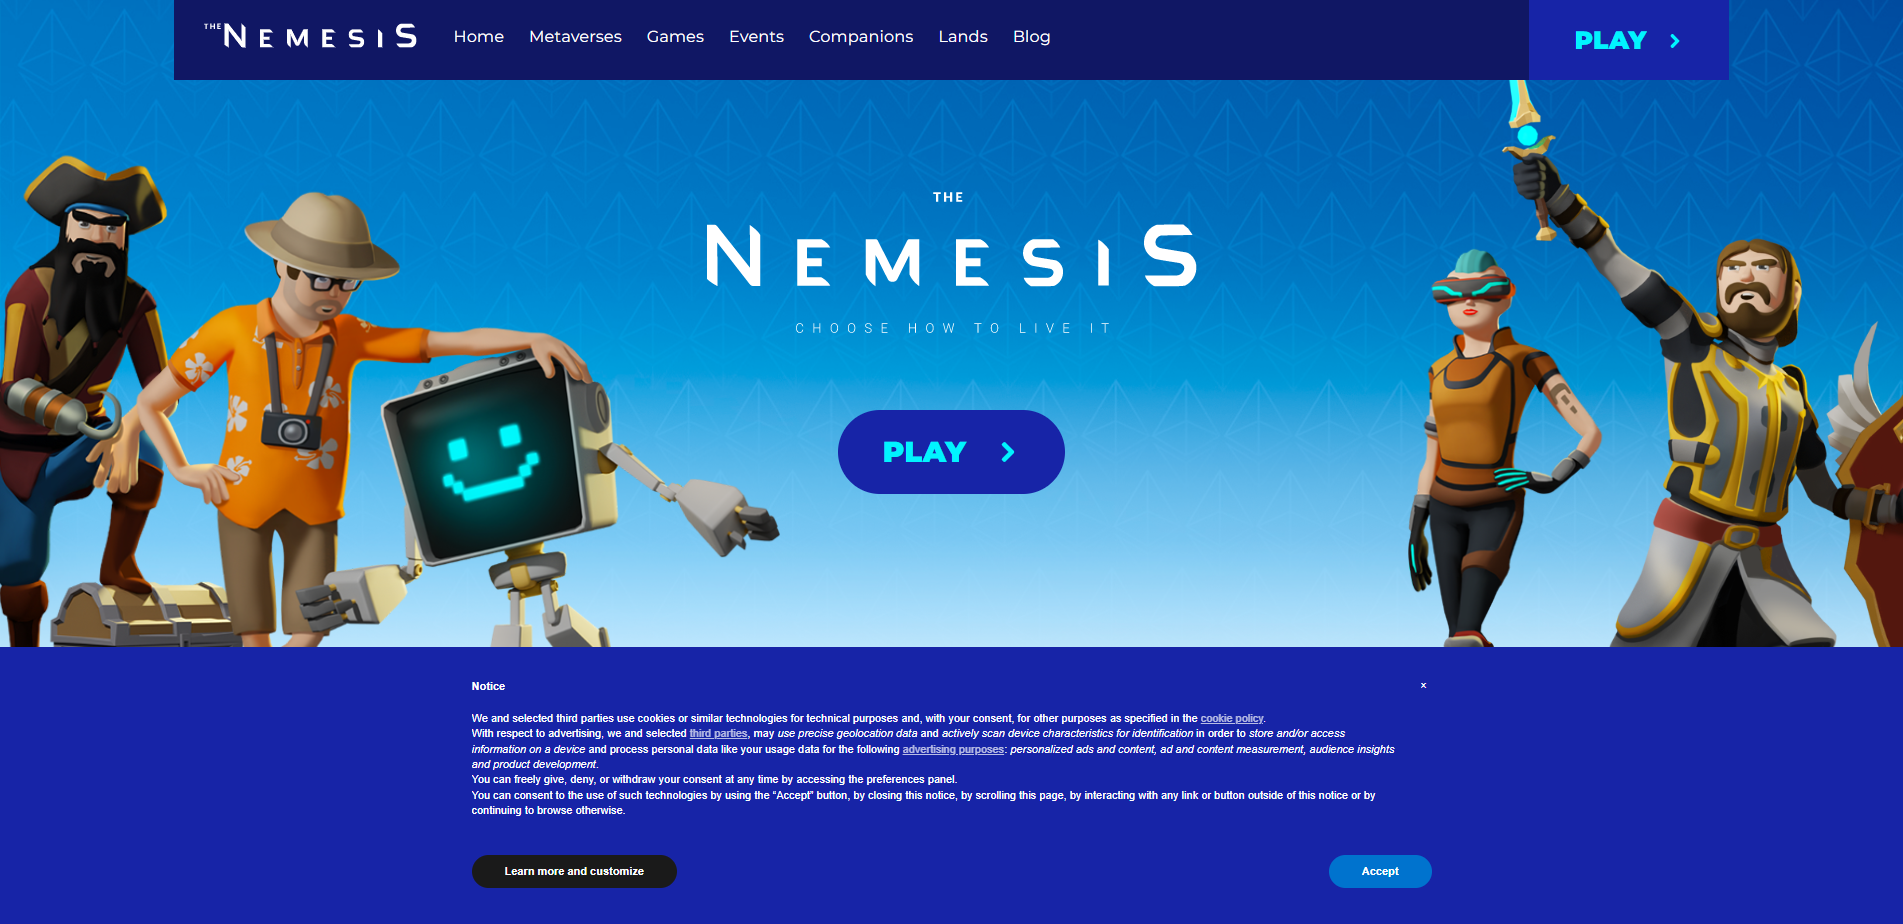 THE NEMESIS
Home Metaverses Games Events Companions Lands Blog
PLAY
THE
NEMESIS
CHOOSE HOW TO LIVE IT
PLAY
Notice
×
We and selected third parties use cookies or similar technologies for technical purposes and, with your consent, for other purposes as specified in the cookie policy.
With respect to advertising, we and selected third parties, may use precise geolocation data and actively scan device characteristics for identification in order to store and/or access
information on a device and process personal data like your usage data for the following advertising purposes: personalized ads and content, ad and content measurement, audience insights
and product development.
You can freely give, deny, or withdraw your consent at any time by accessing the preferences panel.
You can consent to the use of such technologies by using the “Accept” button, by closing this notice, by scrolling this page, by interacting with any link or button outside of this notice or by
continuing to browse otherwise.
Learn more and customize
Accept